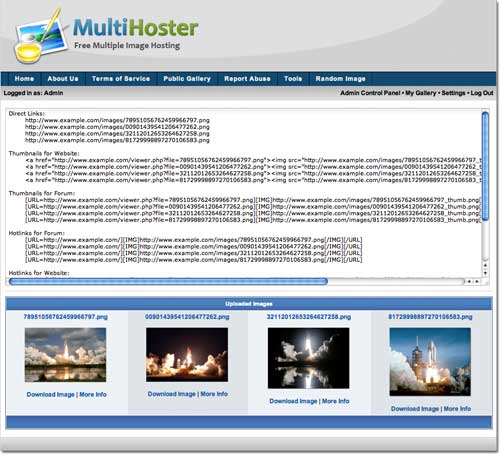 MultiHoster
Free Multiple Image Hosting
Home About Us Terms of Service Public Gallery Report Abuse Tools Random Image
Logged in as: Admin Admin Control Panel • My Gallery • Settings • Log Out
Direct Links:
http://www.example.com/images/78951056762459966797.png
http://www.example.com/images/00901439541206477262.png
http://www.example.com/images/32112012653264627258.png
http://www.example.com/images/81729998897270106583.png
Thumbnails for Website:
<a href="http://www.example.com/viewer.php?file=78951056762459966797.png"><img src="http://www.example.com/images/78951056762459966797_t
<a href="http://www.example.com/viewer.php?file=00901439541206477262.png"><img src="http://www.example.com/images/00901439541206477262_t
<a href="http://www.example.com/viewer.php?file=32112012653264627258.png"><img src="http://www.example.com/images/32112012653264627258_t
<a href="http://www.example.com/viewer.php?file=81729998897270106583.png"><img src="http://www.example.com/images/81729998897270106583_t
Thumbnails for Forum:
[URL=http://www.example.com/viewer.php?file=78951056762459966797.png][IMG]http://www.example.com/images/78951056762459966797_thumb.png[
[URL=http://www.example.com/viewer.php?file=00901439541206477262.png][IMG]http://www.example.com/images/00901439541206477262_thumb.png[
[URL=http://www.example.com/viewer.php?file=32112012653264627258.png][IMG]http://www.example.com/images/32112012653264627258_thumb.png[
[URL=http://www.example.com/viewer.php?file=81729998897270106583.png][IMG]http://www.example.com/images/81729998897270106583_thumb.png[
Hotlinks for Forum:
[URL=http://www.example.com/][IMG]http://www.example.com/images/78951056762459966797.png[/IMG][/URL]
[URL=http://www.example.com/][IMG]http://www.example.com/images/00901439541206477262.png[/IMG][/URL]
[URL=http://www.example.com/][IMG]http://www.example.com/images/32112012653264627258.png[/IMG][/URL]
[URL=http://www.example.com/][IMG]http://www.example.com/images/81729998897270106583.png[/IMG][/URL]
Hotlinks for Website:
Uploaded Images
78951056762459966797.png 00901439541206477262.png 32112012653264627258.png 81729998897270106583.png
Download Image | More Info Download Image | More Info Download Image | More Info Download Image | More Info